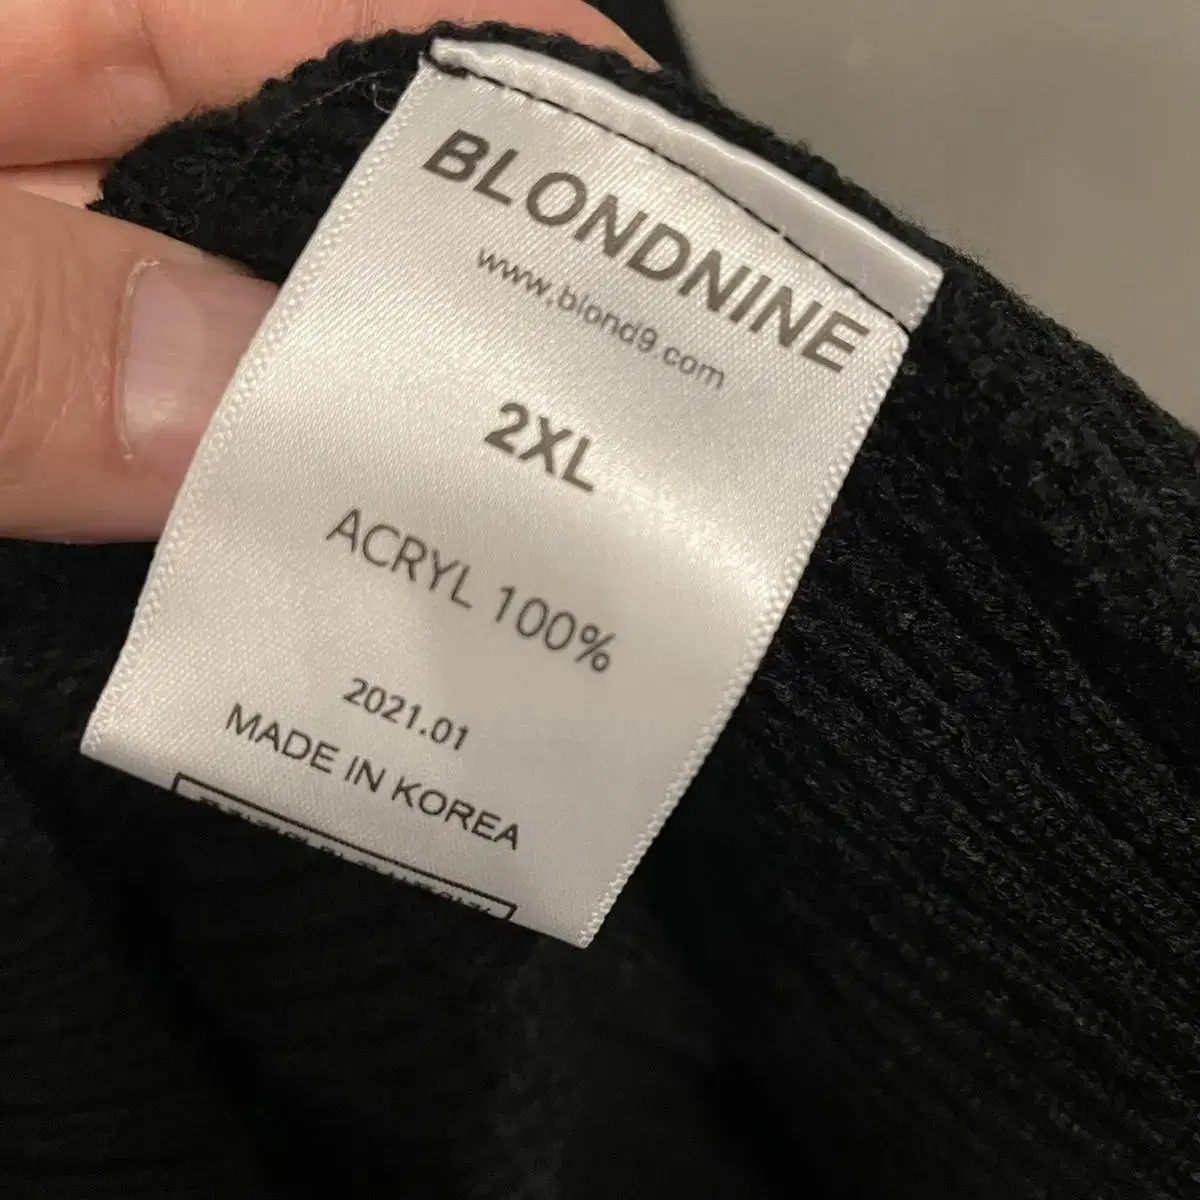 BLONDNINE
www.blond9.com
2XL
ACRYL 100%
2021.01
MADE IN KOREA